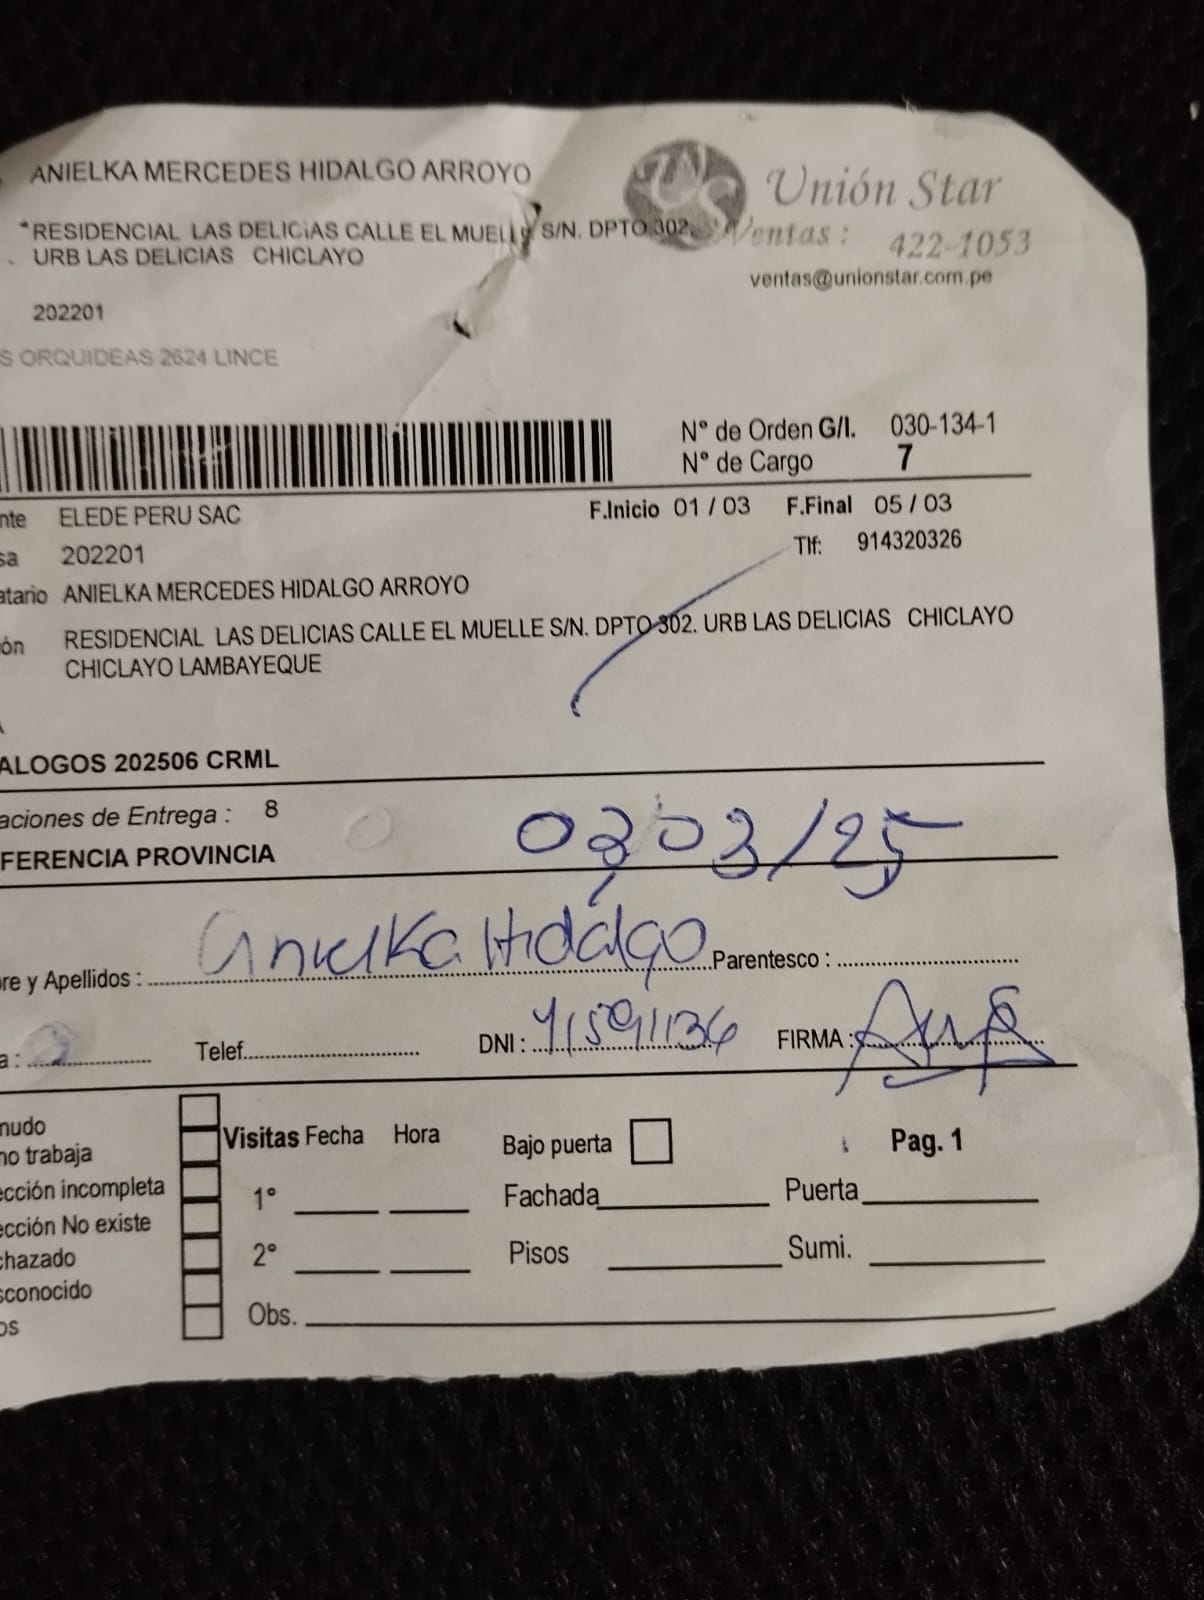 ANIELKA MERCEDES HIDALGO ARROYO
Unión Star
RESIDENCIAL LAS DELICIAS CALLE EL MUELLE S/N. DPTO 302.
Ventas: 422-1053
URB LAS DELICIAS CHICLAYO
ventas@unionstar.com.pe
202201
S ORQUIDEAS 2624 LINCE
N° de Orden G/I. 030-134-1
N° de Cargo 7
nte ELEDE PERU SAC
F.Inicio 01 / 03 F.Final 05 / 03
sa 202201
Tlf: 914320326
atario ANIELKA MERCEDES HIDALGO ARROYO
ón RESIDENCIAL LAS DELICIAS CALLE EL MUELLE S/N. DPTO 302. URB LAS DELICIAS CHICLAYO
CHICLAYO LAMBAYEQUE
ALOGOS 202506 CRML
aciones de Entrega : 8
03 03/25
FERENCIA PROVINCIA
re y Apellidos : Anielka Hidalgo Parentesco :
a : Telef. DNI : 71591136 FIRMA :
nudo
no trabaja
ección incompleta
ección No existe
chazado
sconocido
os
Visitas Fecha Hora
Bajo puerta
Pag. 1
1°
Fachada
Puerta
2°
Pisos
Sumi.
Obs.